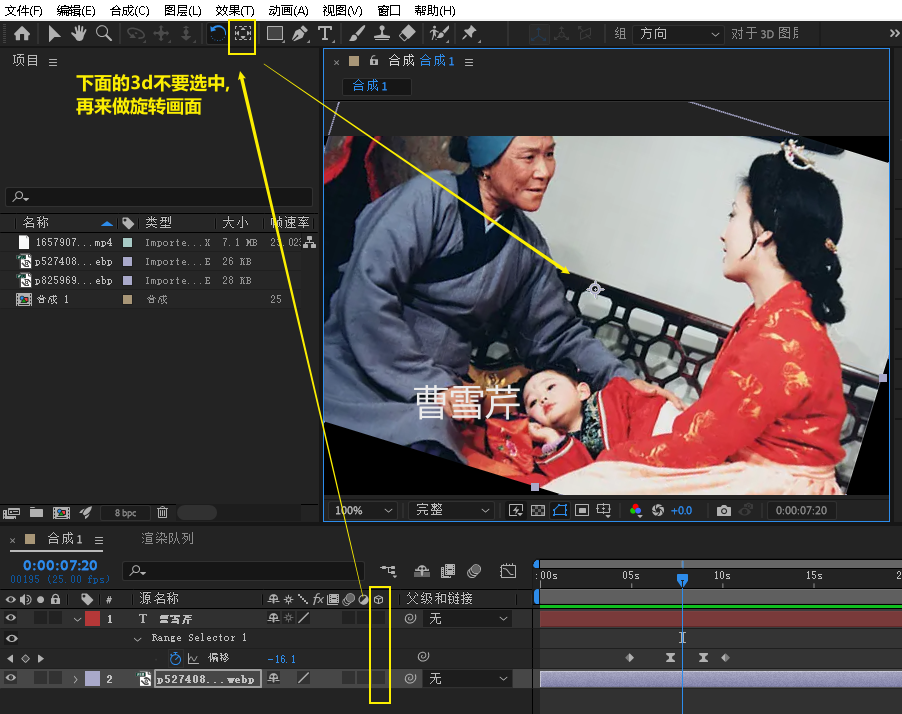 文件(F) 编辑(E) 合成(C) 图层(L) 效果(T) 动画(A) 视图(V) 窗口 帮助(H)
T 组 方向 对于 3D 图
项目
下面的3d不要选中,
再来做旋转画面
× 合成 合成 1
合成 1
名称 类型 大小 帧速率
1657907...mp4 Importe...X 7.1 MB
p527408...ebp Importe...E 26 KB
p825969...ebp Importe...E 28 KB
合成 1 合成 25
曹雪芹
8 bpc
100% 完整 +0.0 0:00:07:20
× 合成 1 渲染队列
0:00:07:20
00195 (25.00 fps)
:00s 05s 10s 15s 2
# 源名称 fx 父级和链接
1 T 曹雪芹 无
Range Selector 1
偏移 -16.1
2 p527408...webp 无